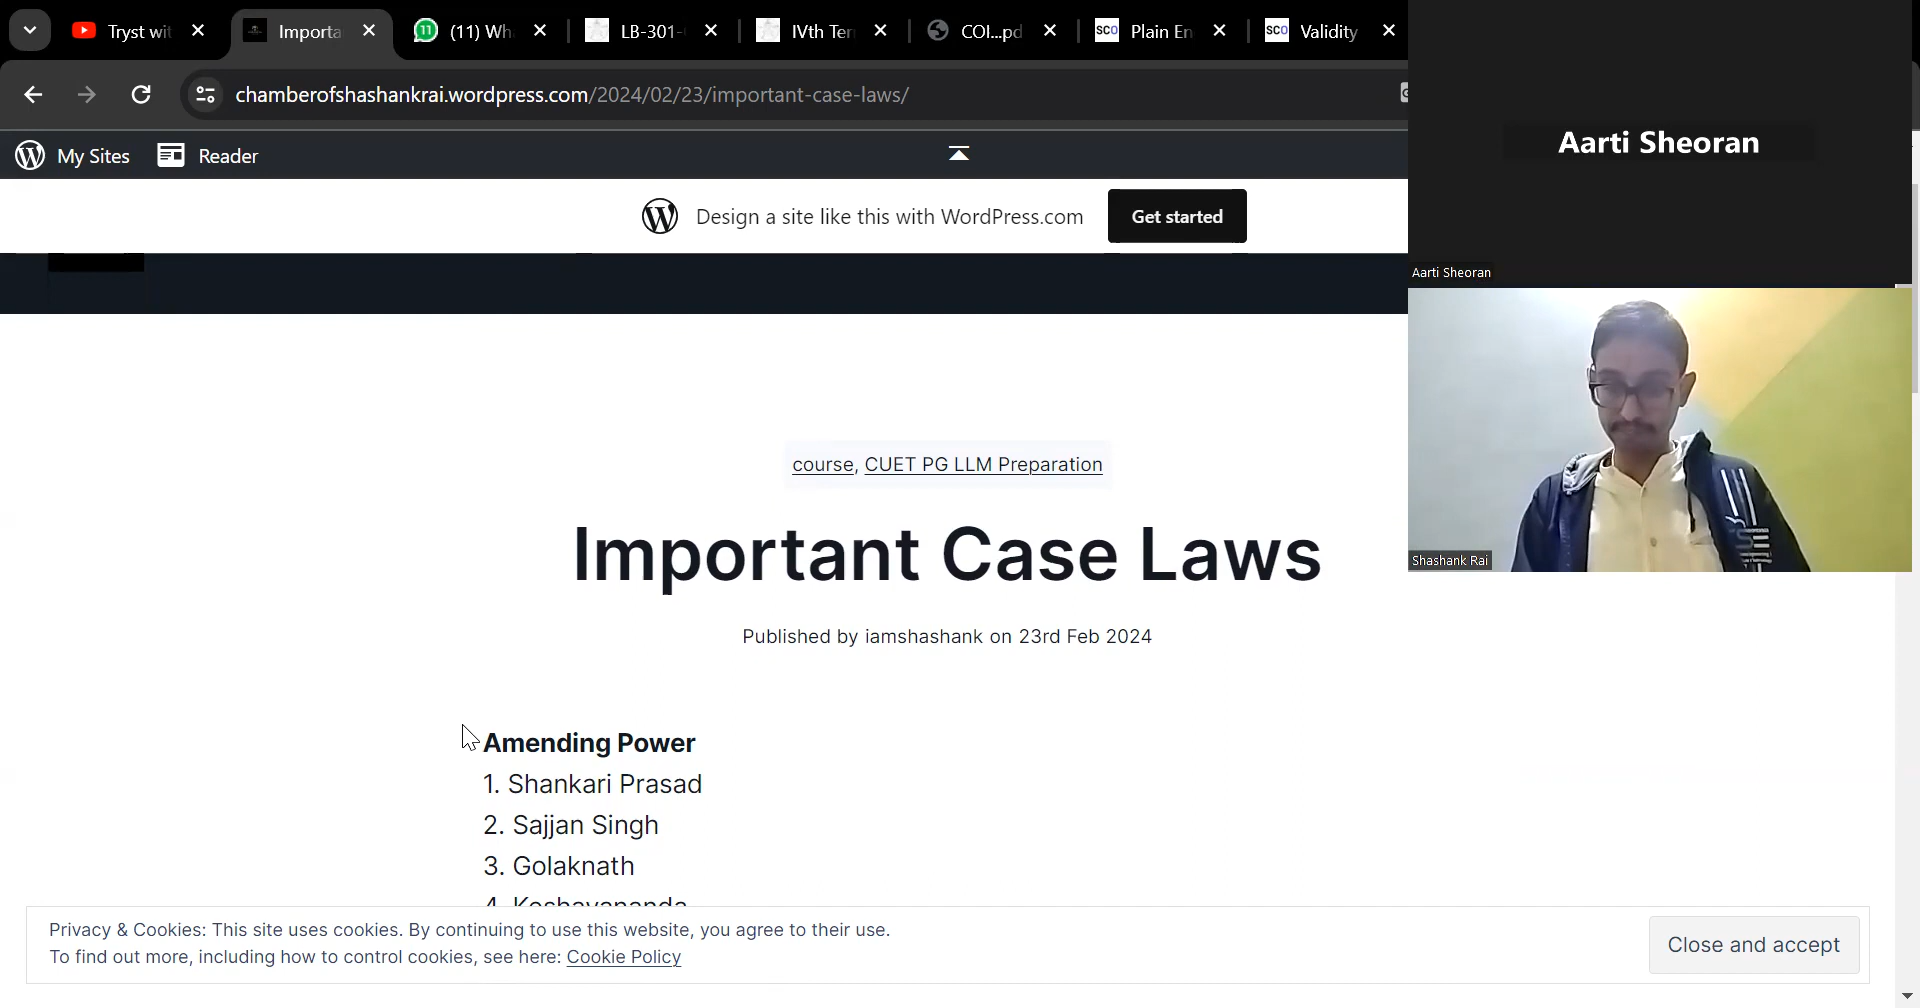 Tryst wit
Importa
11
(11) Wh
LB-301-
IVth Ter
COI...pd
SCO
Plain En
SCO
Validity
chamberofshashankrai.wordpress.com/2024/02/23/important-case-laws/
My Sites
Reader
Design a site like this with WordPress.com
Get started
Aarti Sheoran
Aarti Sheoran
Shashank Rai
course, CUET PG LLM Preparation
Important Case Laws
Published by iamshashank on 23rd Feb 2024
Amending Power
1. Shankari Prasad
2. Sajjan Singh
3. Golaknath
4. Keshavananda
Privacy & Cookies: This site uses cookies. By continuing to use this website, you agree to their use.
To find out more, including how to control cookies, see here: Cookie Policy
Close and accept